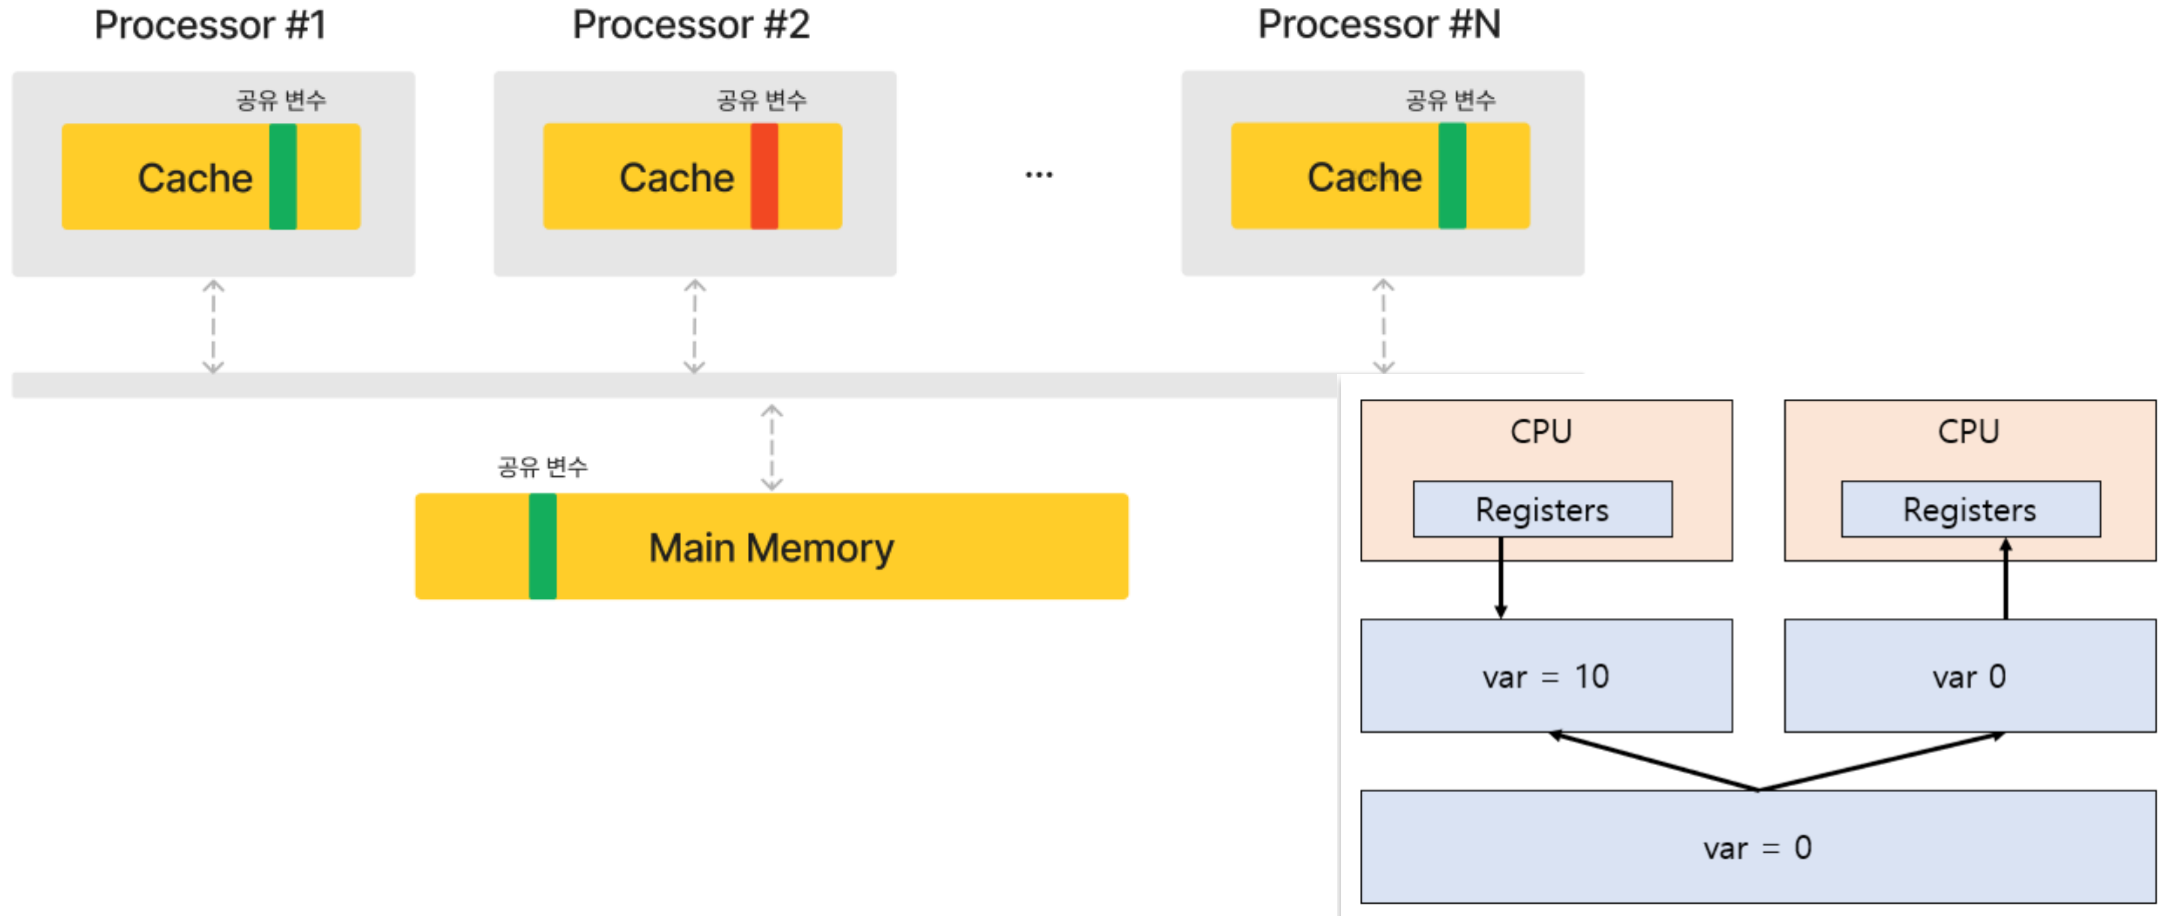 Processor #1
Processor #2
Processor #N
공유 변수
공유 변수
공유 변수
Cache
Cache
...
Cache
공유 변수
Main Memory
CPU
CPU
Registers
Registers
var = 10
var 0
var = 0